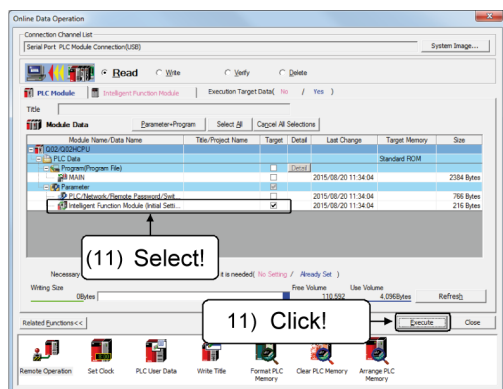 Online Data Operation
Connection Channel List
Serial Port PLC Module Connection(USB)
System Image...
Read Write Verify Delete
PLC Module Intelligent Function Module Execution Target Data( No / Yes )
Title
Module Data Parameter+Program Select All Cancel All Selections
Module Name/Data Name Title/Project Name Target Detail Last Change Target Memory Size
Q02/Q02HCPU
PLC Data Standard ROM
Program(Program File) Detail
MAIN 2015/08/20 11:34:04 2384 Bytes
Parameter
PLC/Network/Remote Password/Swit... 2015/08/20 11:34:04 766 Bytes
Intelligent Function Module (Initial Setti... 2015/08/20 11:34:04 216 Bytes
(11) Select!
Necessary it is needed( No Setting / Already Set )
Writing Size Free Volume Use Volume
0Bytes 110,592 4,096Bytes Refresh
11) Click!
Related Functions<< Execute Close
Remote Operation Set Clock PLC User Data Write Title Format PLC Memory Clear PLC Memory Arrange PLC Memory